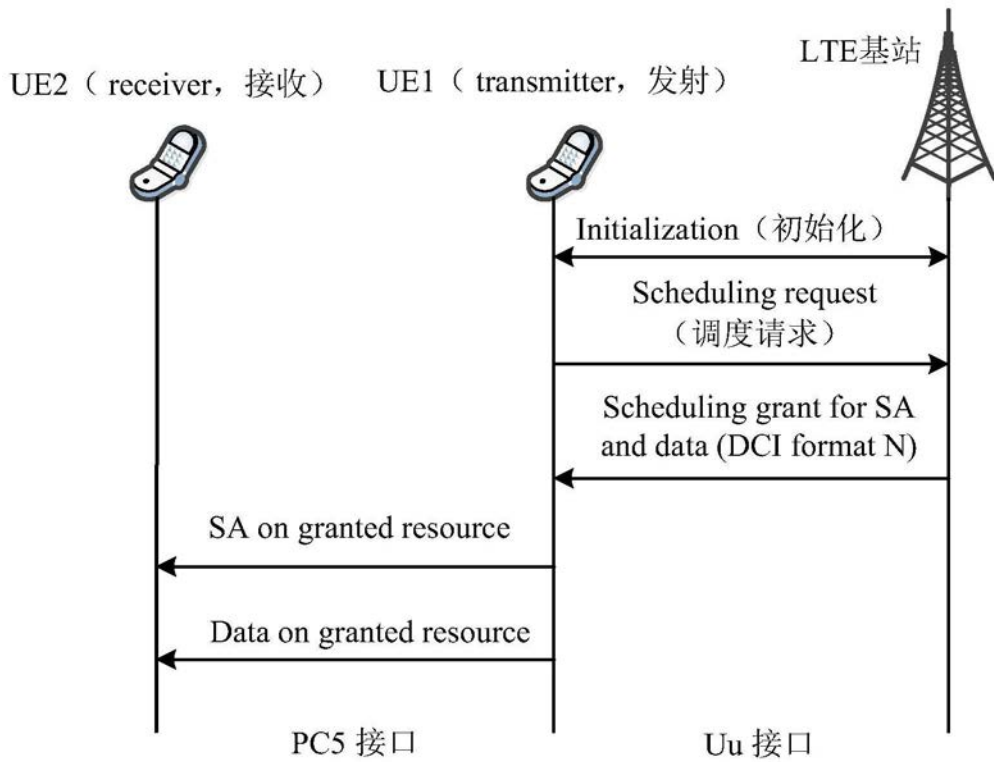 LTE基站
UE2（ receiver，接收）
UE1（ transmitter，发射）
Initialization（初始化）
Scheduling request
（调度请求）
Scheduling grant for SA
and data (DCI format N)
SA on granted resource
Data on granted resource
PC5 接口
Uu 接口